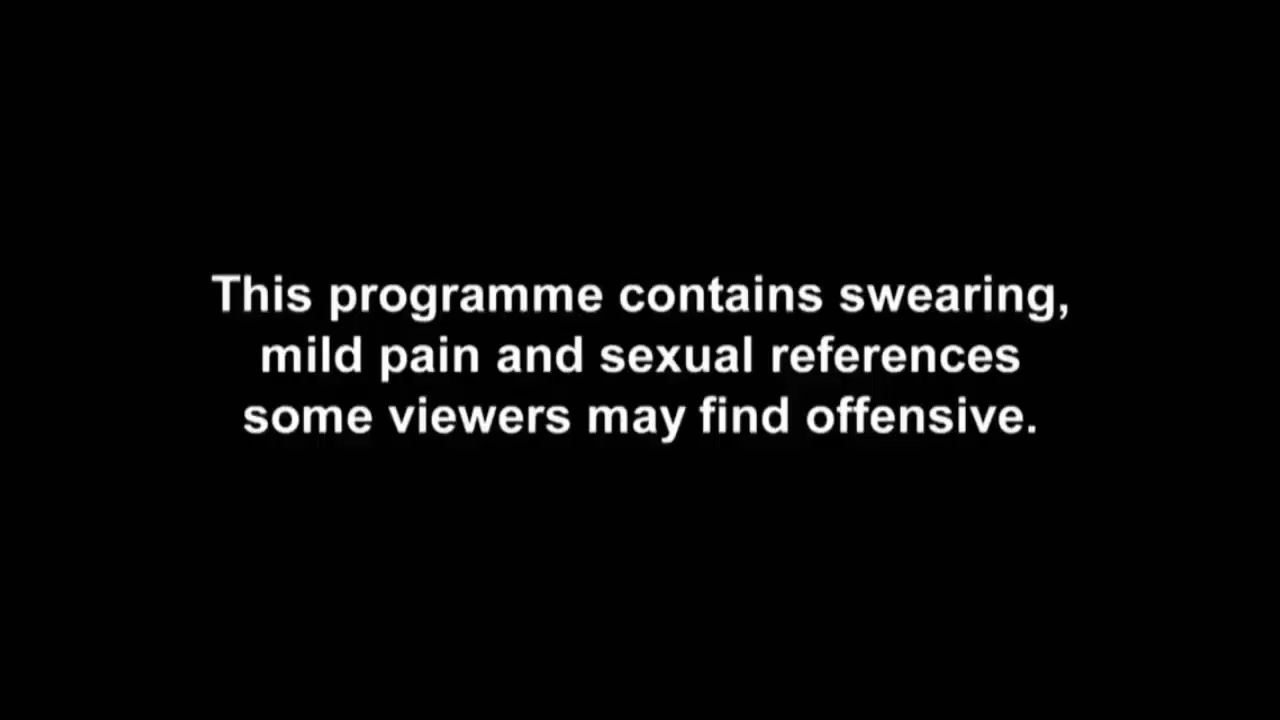 This programme contains swearing,
mild pain and sexual references
some viewers may find offensive.